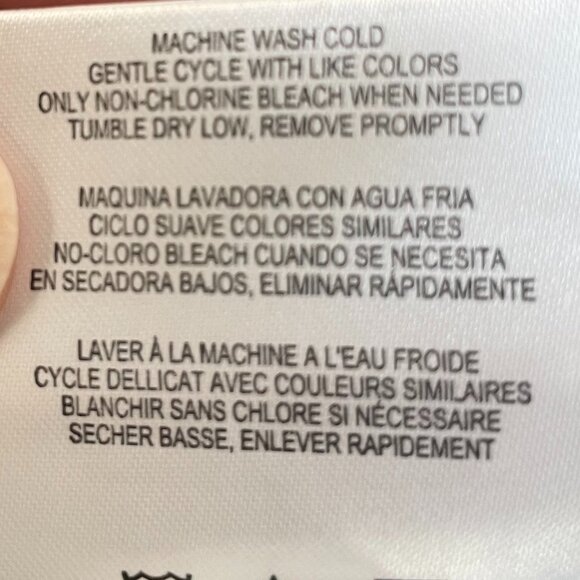 MACHINE WASH COLD
GENTLE CYCLE WITH LIKE COLORS
ONLY NON-CHLORINE BLEACH WHEN NEEDED
TUMBLE DRY LOW, REMOVE PROMPTLY
MAQUINA LAVADORA CON AGUA FRIA
CICLO SUAVE COLORES SIMILARES
NO-CLORO BLEACH CUANDO SE NECESITA
EN SECADORA BAJOS, ELIMINAR RÁPIDAMENTE
LAVER À LA MACHINE A L'EAU FROIDE
CYCLE DELLICAT AVEC COULEURS SIMILAIRES
BLANCHIR SANS CHLORE SI NÉCESSAIRE
SECHER BASSE, ENLEVER RAPIDEMENT